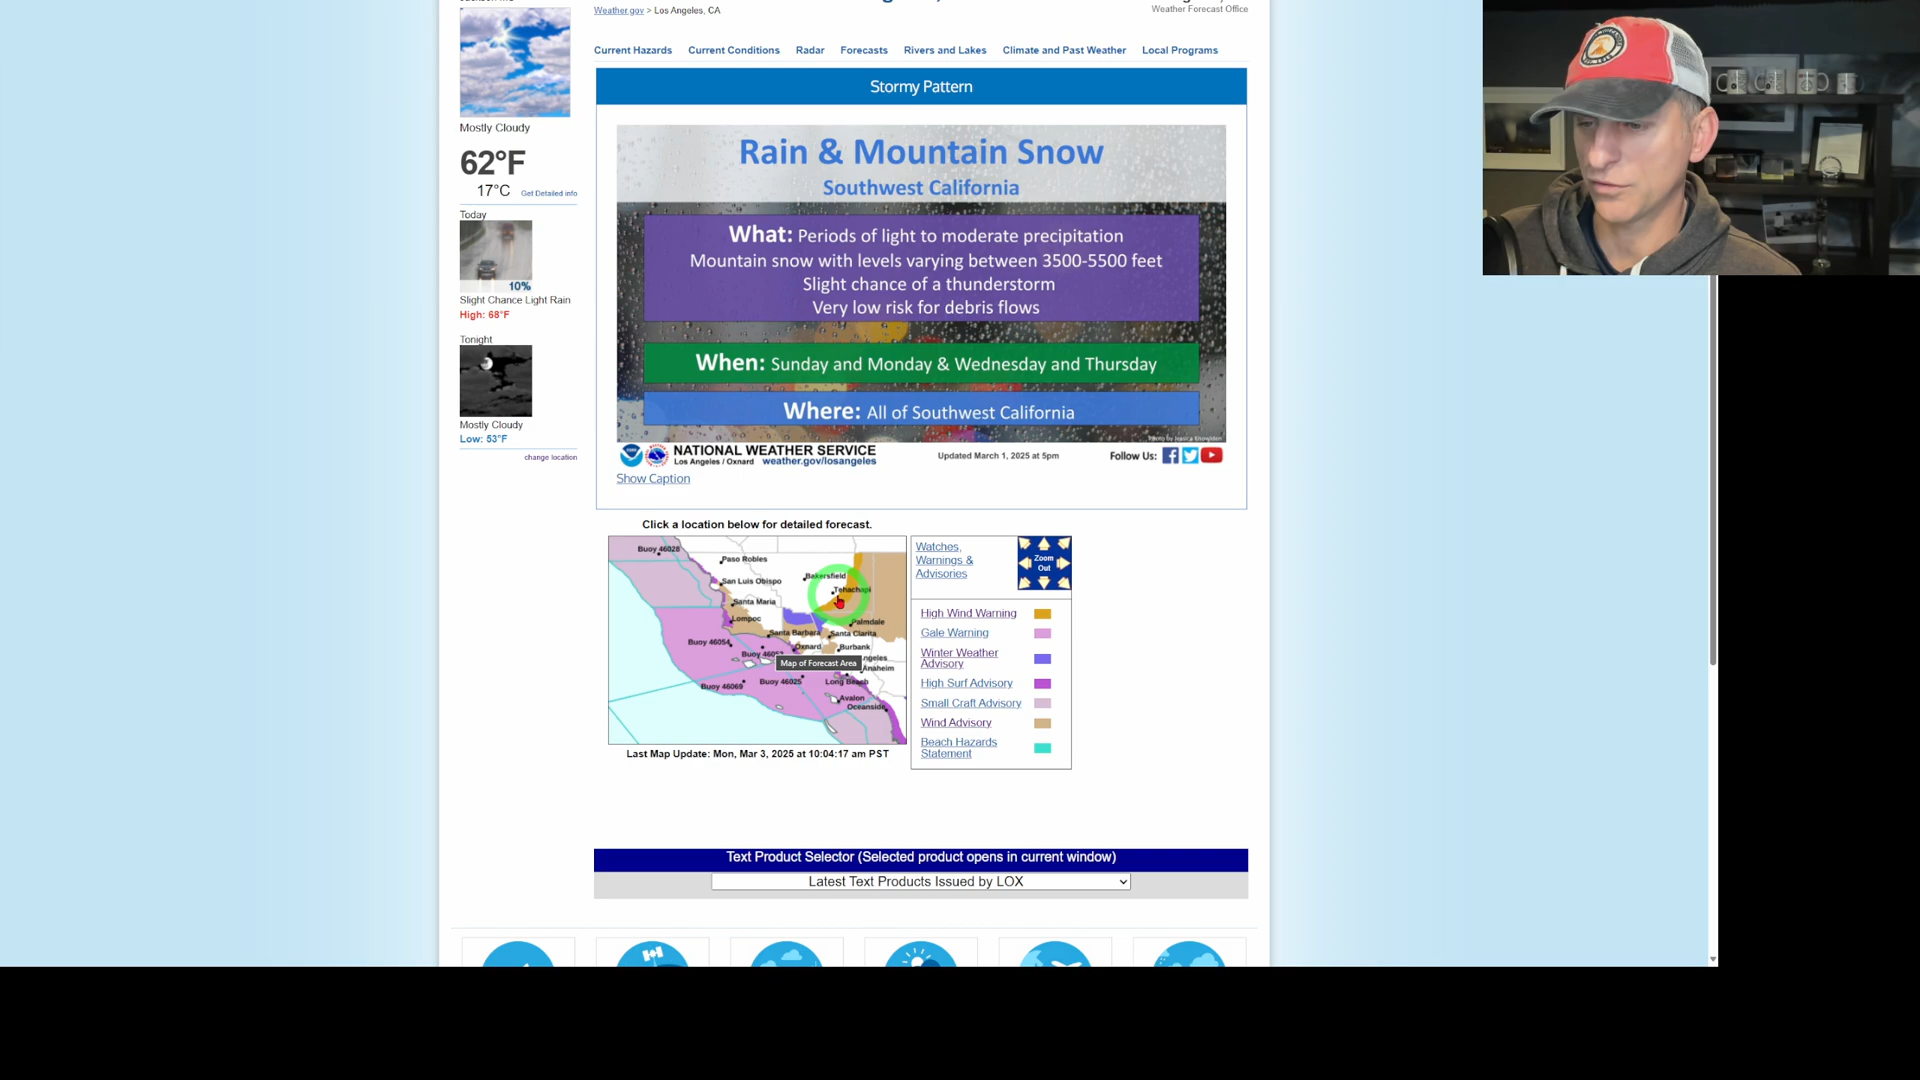 Weather.gov > Los Angeles, CA
Weather Forecast Office
Current Hazards Current Conditions Radar Forecasts Rivers and Lakes Climate and Past Weather Local Programs
Mostly Cloudy
62°F
17°C Get Detailed info
Today
10%
Slight Chance Light Rain
High: 68°F
Tonight
Mostly Cloudy
Low: 53°F
change location
Stormy Pattern
Rain & Mountain Snow
Southwest California
What: Periods of light to moderate precipitation
Mountain snow with levels varying between 3500-5500 feet
Slight chance of a thunderstorm
Very low risk for debris flows
When: Sunday and Monday & Wednesday and Thursday
Where: All of Southwest California
NATIONAL WEATHER SERVICE
Los Angeles / Oxnard weather.gov/losangeles
Updated March 1, 2025 at 5pm
Follow Us:
Show Caption
Click a location below for detailed forecast.
Buoy 46028
Paso Robles
Bakersfield
San Luis Obispo
Tehachapi
Santa Maria
Lompoc
Palmdale
Santa Barbara
Santa Clarita
Buoy 46054
Oxnard
Burbank
Map of Forecast Area
Anaheim
Buoy 46069
Buoy 46025
Long Beach
Avalon
Oceanside
Last Map Update: Mon, Mar 3, 2025 at 10:04:17 am PST
Watches,
Warnings &
Advisories
Zoom
Out
High Wind Warning
Gale Warning
Winter Weather
Advisory
High Surf Advisory
Small Craft Advisory
Wind Advisory
Beach Hazards
Statement
Text Product Selector (Selected product opens in current window)
Latest Text Products Issued by LOX